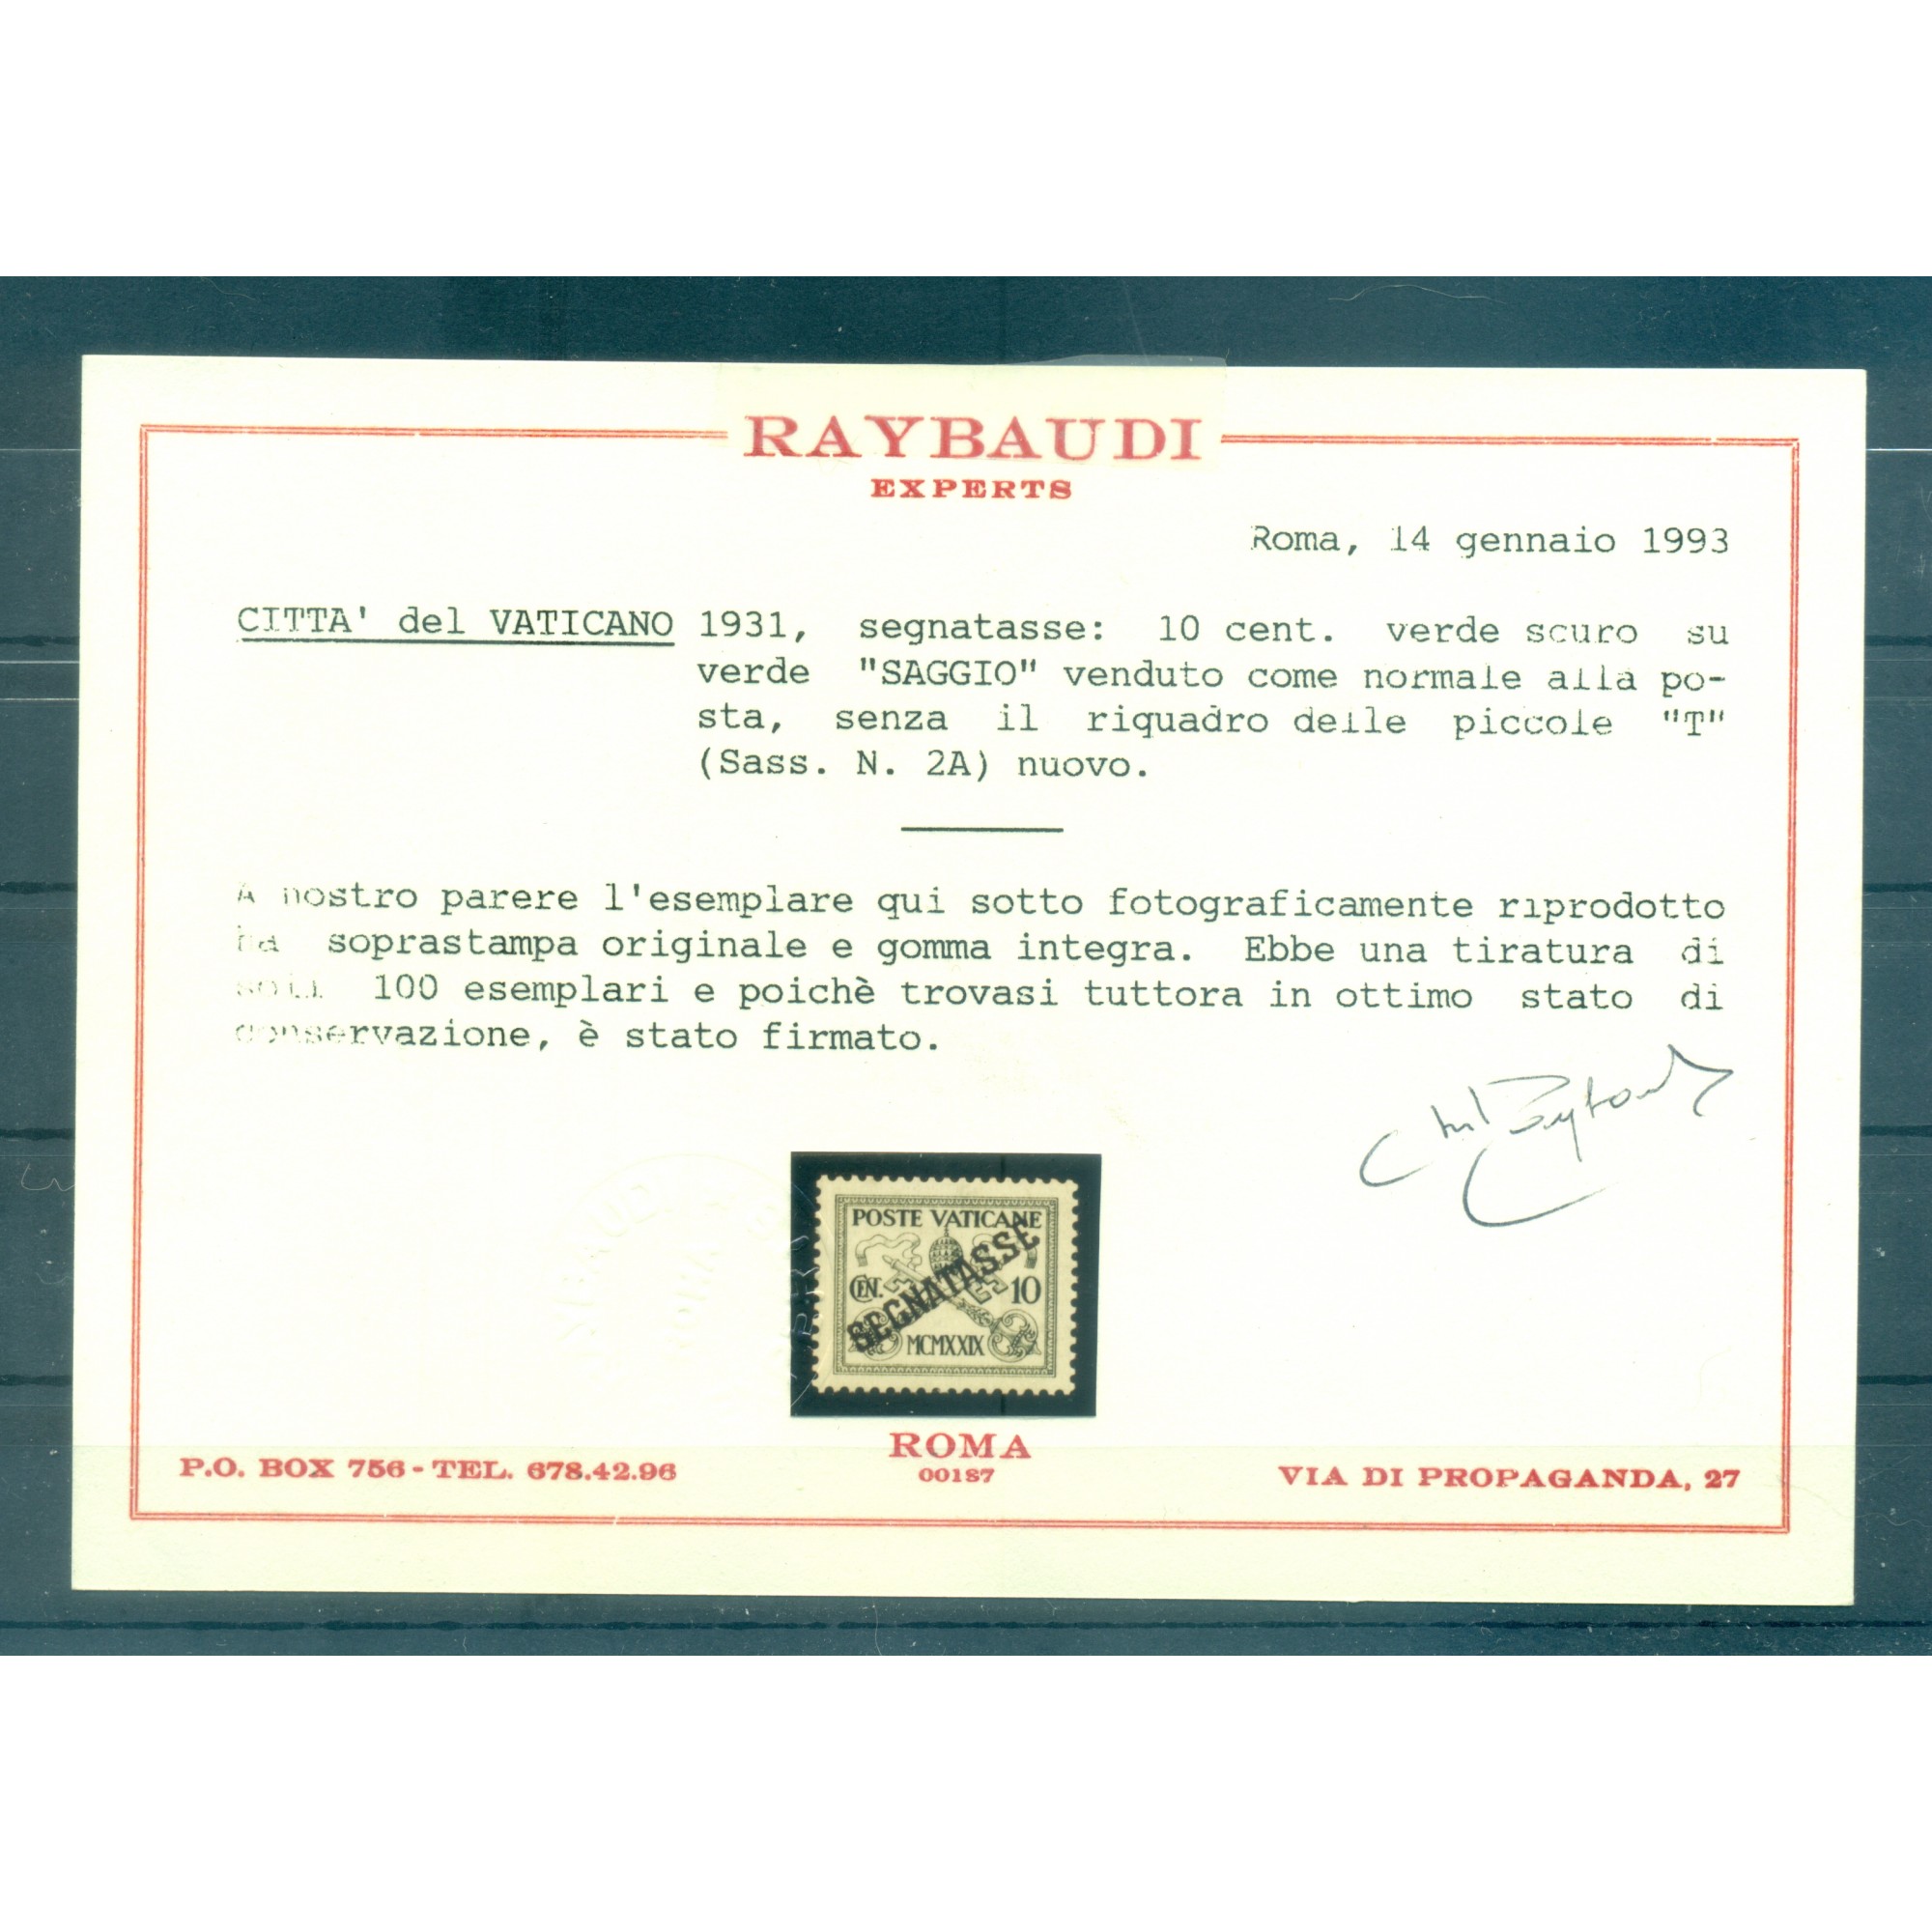 RAYBAUDI
EXPERTS
Roma, 14 gennaio 1993
CITTA' del VATICANO 1931, segnatasse: 10 cent. verde scuro su
verde "SAGGIO" venduto come normale alla po-
sta, senza il riquadro delle piccole "T"
(Sass. N. 2A) nuovo.
A nostro parere l'esemplare qui sotto fotograficamente riprodotto
ha soprastampa originale e gomma integra. Ebbe una tiratura di
soli 100 esemplari e poichè trovasi tuttora in ottimo stato di
conservazione, è stato firmato.
POSTE VATICANE
SEGNATASSE
CEN. 10
MCMXXIX
ROMA
00187
P.O. BOX 756 - TEL. 678.42.96
VIA DI PROPAGANDA, 27